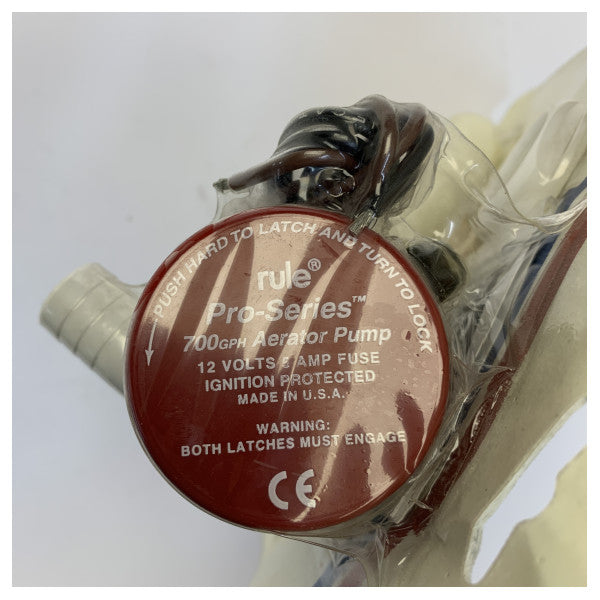 PUSH HARD TO LATCH AND TURN TO LOCK
rule®
Pro-Series™
700GPH Aerator Pump
12 VOLTS AMP FUSE
IGNITION PROTECTED
MADE IN U.S.A.
WARNING:
BOTH LATCHES MUST ENGAGE
CE